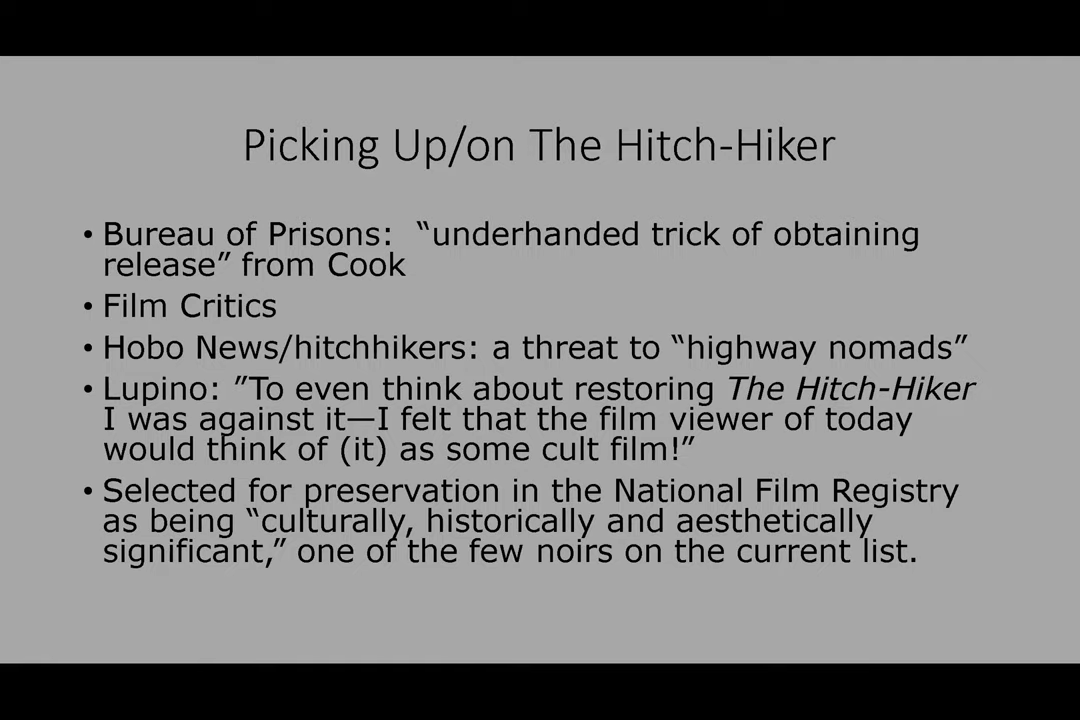 Picking Up/on The Hitch-Hiker
• Bureau of Prisons:  “underhanded trick of obtaining
release” from Cook
• Film Critics
• Hobo News/hitchhikers: a threat to “highway nomads”
• Lupino: ”To even think about restoring The Hitch-Hiker
I was against it—I felt that the film viewer of today
would think of (it) as some cult film!”
• Selected for preservation in the National Film Registry
as being “culturally, historically and aesthetically
significant,” one of the few noirs on the current list.